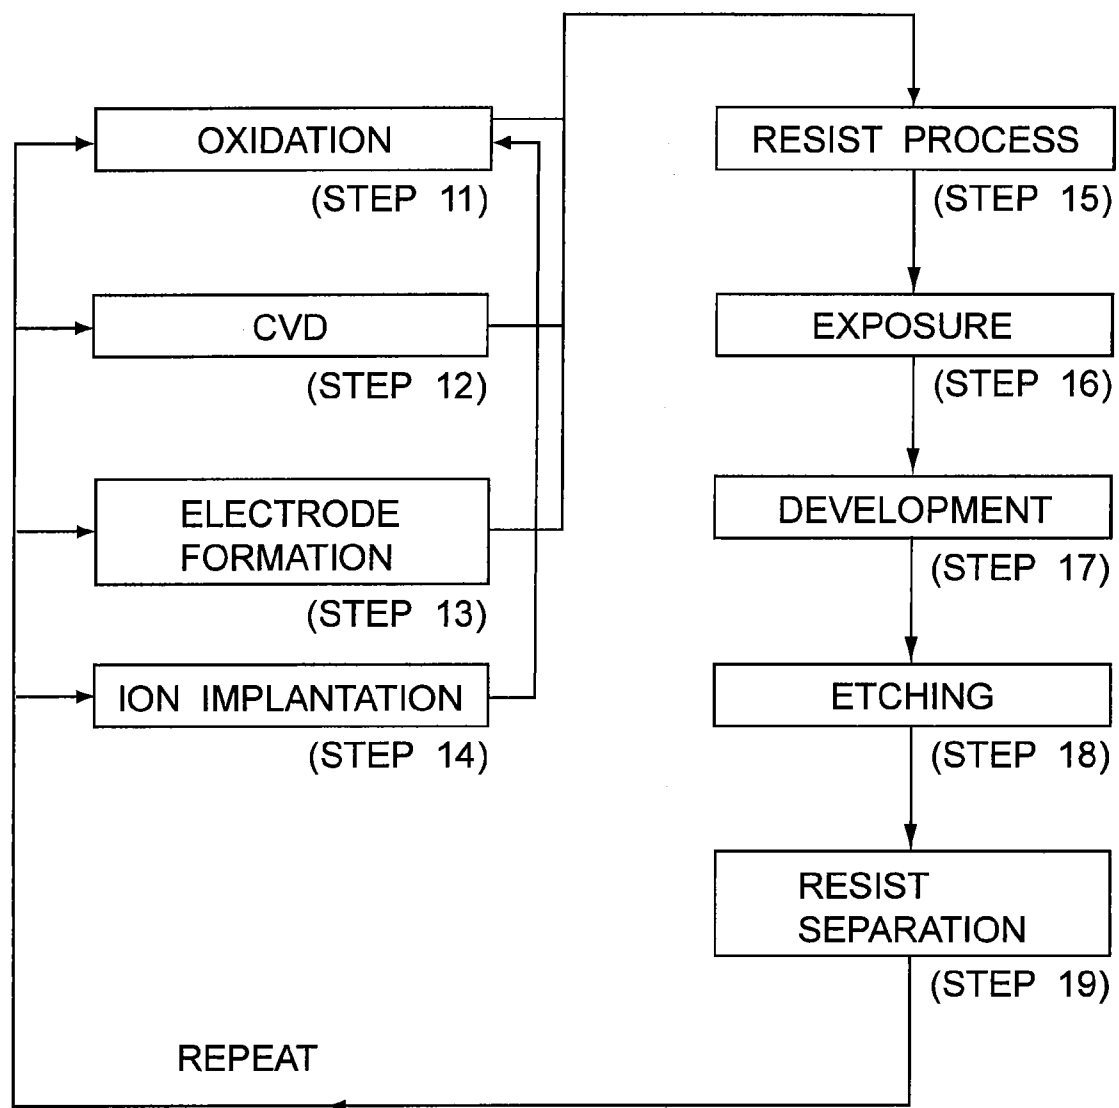 OXIDATION
(STEP 11)
CVD
(STEP 12)
ELECTRODE
FORMATION
(STEP 13)
ION IMPLANTATION
(STEP 14)
RESIST PROCESS
(STEP 15)
EXPOSURE
(STEP 16)
DEVELOPMENT
(STEP 17)
ETCHING
(STEP 18)
RESIST
SEPARATION
(STEP 19)
REPEAT